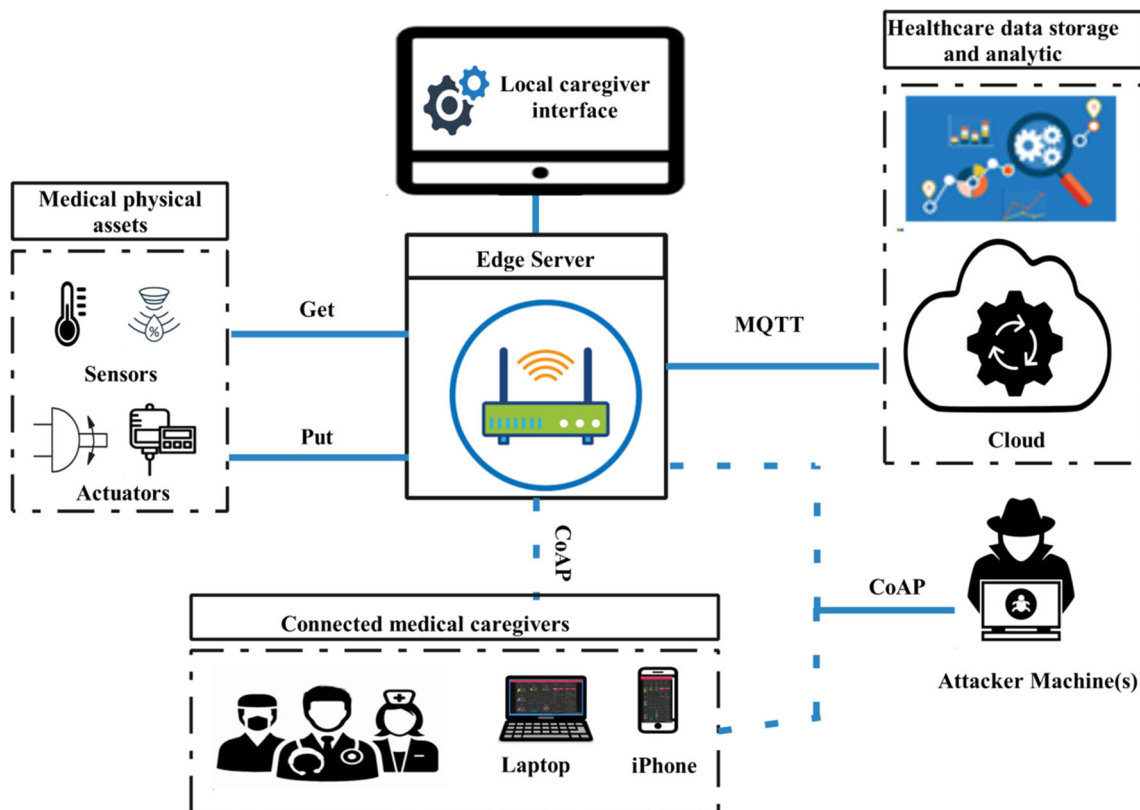 Local caregiver
interface
Healthcare data storage
and analytic
Medical physical
assets
Edge Server
Get
MQTT
Sensors
%
Put
Cloud
Actuators
CoAP
CoAP
Connected medical caregivers
Attacker Machine(s)
Laptop
iPhone